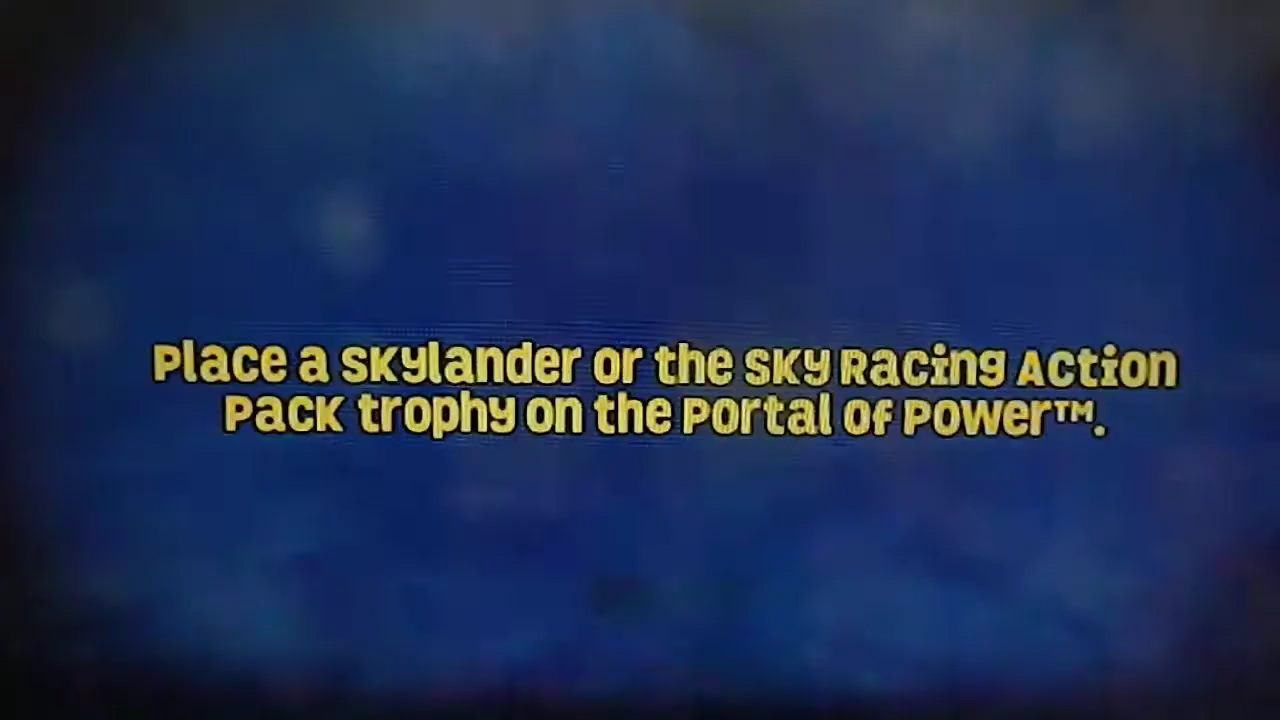 Place a Skylander or the Sky Racing Action
Pack trophy on the Portal of Power™.